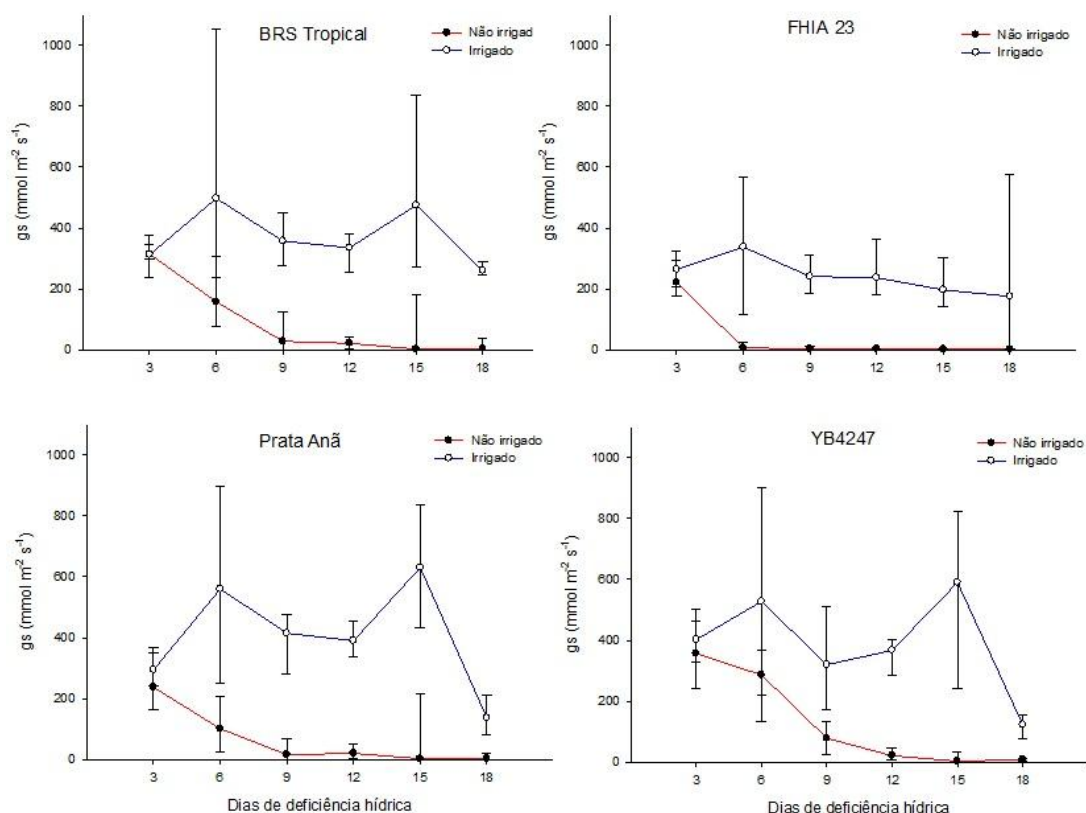 BRS Tropical
Não irrigad
Irrigado
gs (mmol m⁻² s⁻¹)
1000
800
600
400
200
0
3 6 9 12 15 18
FHIA 23
Não irrigado
Irrigado
gs (mmol m⁻² s⁻¹)
1000
800
600
400
200
0
3 6 9 12 15 18
Prata Anã
Não irrigado
Irrigado
gs (mmol m⁻² s⁻¹)
1000
800
600
400
200
0
3 6 9 12 15 18
Dias de deficiência hídrica
YB4247
Não irrigado
Irrigado
gs (mmol m⁻² s⁻¹)
1000
800
600
400
200
0
3 6 9 12 15 18
Dias de deficiência hídrica